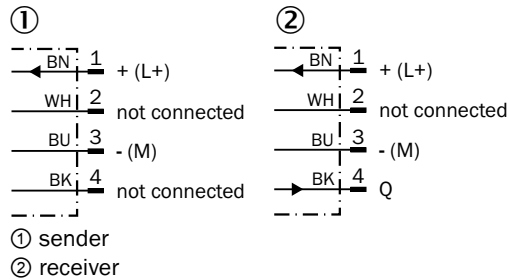 ① ②
BN 1 + (L+) BN 1 + (L+)
WH 2 not connected WH 2 not connected
BU 3 - (M) BU 3 - (M)
BK 4 not connected BK 4 Q
① sender
② receiver